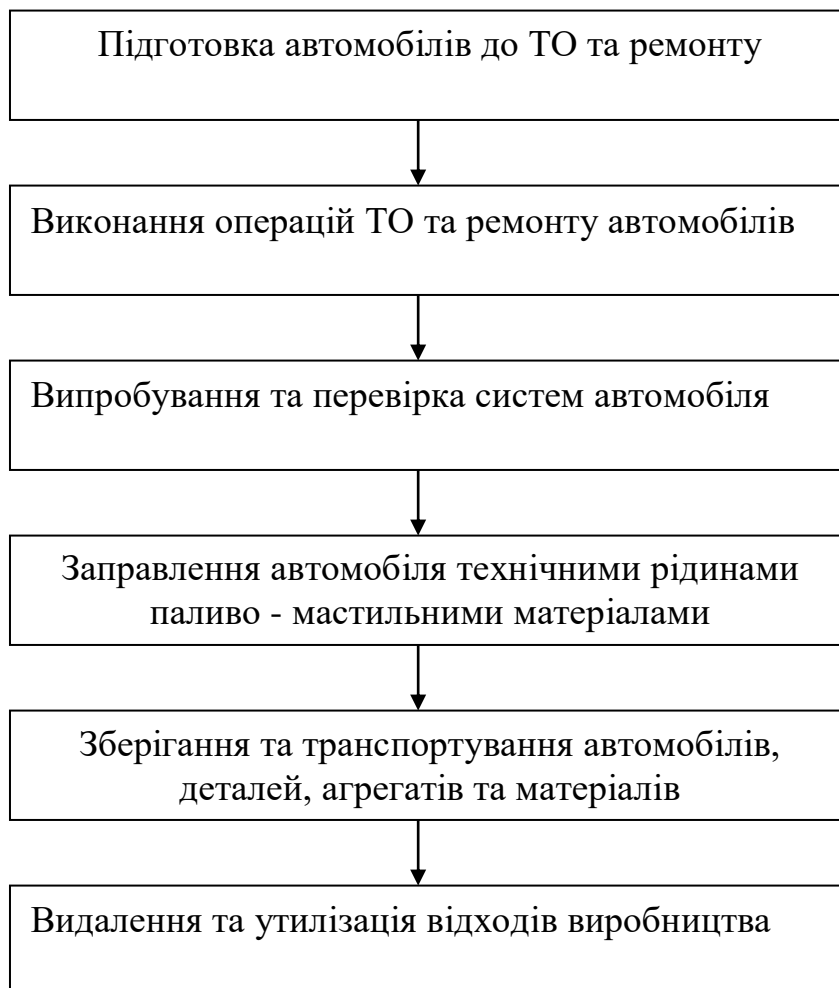 Підготовка автомобілів до ТО та ремонту
Виконання операцій ТО та ремонту автомобілів
Випробування та перевірка систем автомобіля
Заправлення автомобіля технічними рідинами
паливо - мастильними матеріалами
Зберігання та транспортування автомобілів,
деталей, агрегатів та матеріалів
Видалення та утилізація відходів виробництва